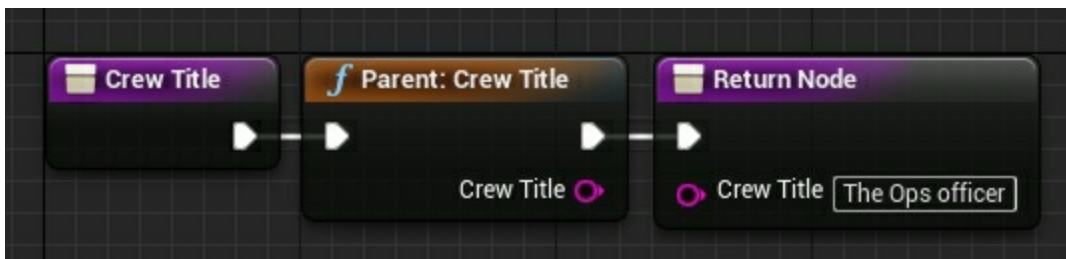 Crew Title
Parent: Crew Title
Return Node
Crew Title
Crew Title The Ops officer